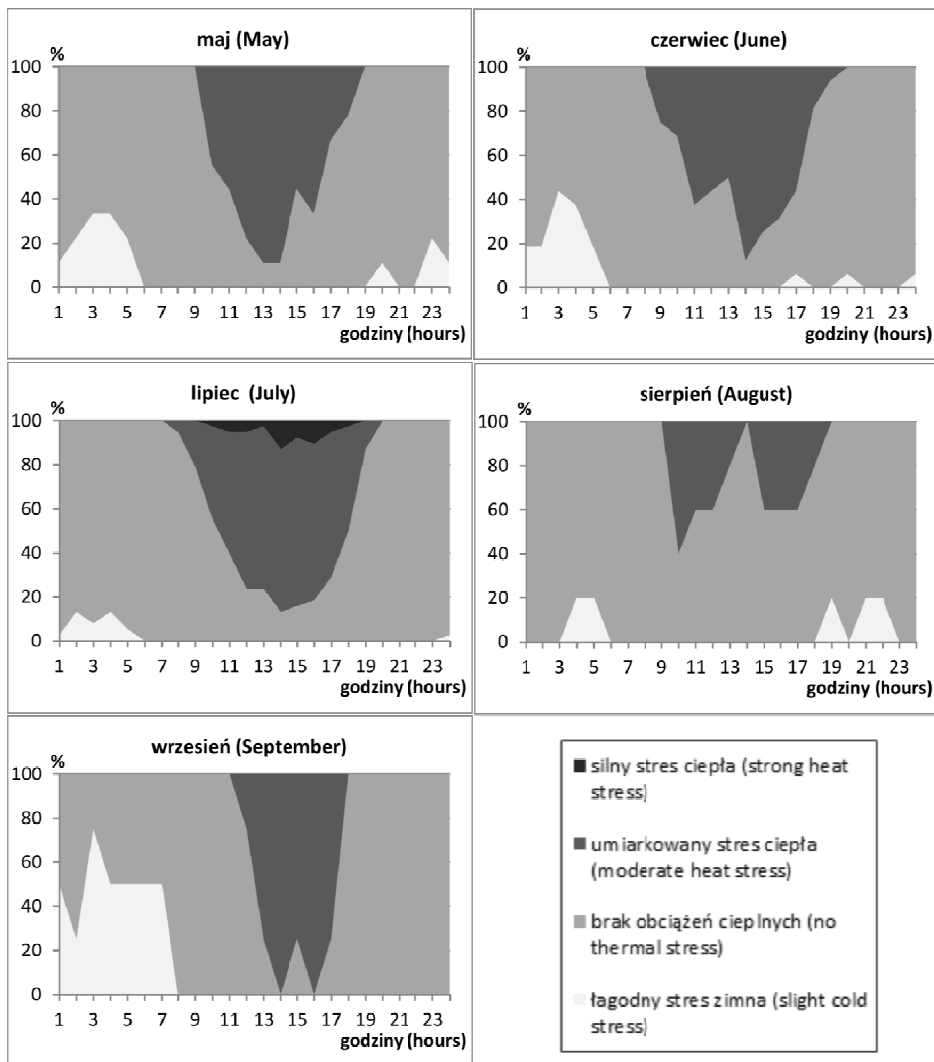 maj (May)
%
100
80
60
40
20
0
1 3 5 7 9 11 13 15 17 19 21 23
godziny (hours)
czerwiec (June)
%
100
80
60
40
20
0
1 3 5 7 9 11 13 15 17 19 21 23
godziny (hours)
lipiec (July)
%
100
80
60
40
20
0
1 3 5 7 9 11 13 15 17 19 21 23
godziny (hours)
sierpień (August)
%
100
80
60
40
20
0
1 3 5 7 9 11 13 15 17 19 21 23
godziny (hours)
wrzesień (September)
%
100
80
60
40
20
0
1 3 5 7 9 11 13 15 17 19 21 23
godziny (hours)
silny stres ciepła (strong heat
stress)
umiarkowany stres ciepła
(moderate heat stress)
brak obciążeń cieplnych (no
thermal stress)
łagodny stres zimna (slight cold
stress)